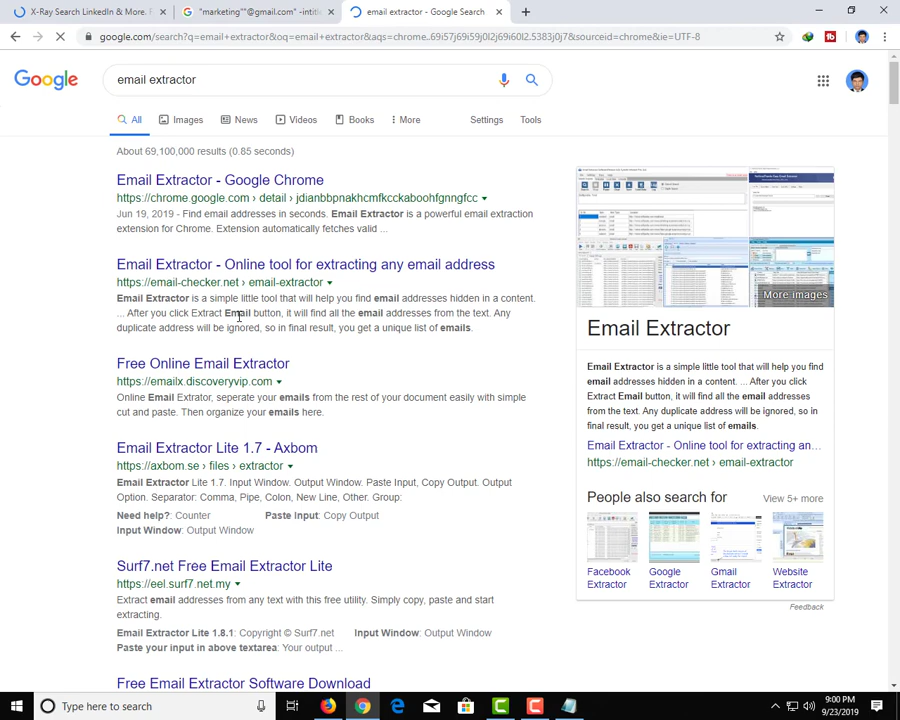 X-Ray Search LinkedIn & More. F
"marketing""@gmail.com" -intitle
email extractor - Google Search
google.com/search?q=email+extractor&oq=email+extractor&aqs=chrome..69i57j69i59j0l2j69i60l2.5383j0j7&sourceid=chrome&ie=UTF-8
Google
email extractor
All
Images
News
Videos
Books
More
Settings
Tools
About 69,100,000 results (0.85 seconds)
Email Extractor - Google Chrome
https://chrome.google.com › detail › jdianbbpnakhcmfkcckaboohfgnngfcc
Jun 19, 2019 - Find email addresses in seconds. Email Extractor is a powerful email extraction
extension for Chrome. Extension automatically fetches valid ...
Email Extractor - Online tool for extracting any email address
https://email-checker.net › email-extractor
Email Extractor is a simple little tool that will help you find email addresses hidden in a content.
... After you click Extract Email button, it will find all the email addresses from the text. Any
duplicate address will be ignored, so in final result, you get a unique list of emails.
Free Online Email Extractor
https://emailx.discoveryvip.com
Online Email Extrator, seperate your emails from the rest of your document easily with simple
cut and paste. Then organize your emails here.
Email Extractor Lite 1.7 - Axbom
https://axbom.se › files › extractor
Email Extractor Lite 1.7. Input Window. Output Window. Paste Input, Copy Output. Output
Option. Separator: Comma, Pipe, Colon, New Line, Other. Group:
Need help?: Counter Paste Input: Copy Output
Input Window: Output Window
Surf7.net Free Email Extractor Lite
https://eel.surf7.net.my
Extract email addresses from any text with this free utility. Simply copy, paste and start
extracting.
Email Extractor Lite 1.8.1: Copyright © Surf7.net Input Window: Output Window
Paste your input in above textarea: Your output ...
Free Email Extractor Software Download
More images
Email Extractor
Email Extractor is a simple little tool that will help you find
email addresses hidden in a content. ... After you click
Extract Email button, it will find all the email addresses
from the text. Any duplicate address will be ignored, so in
final result, you get a unique list of emails.
Email Extractor - Online tool for extracting an...
https://email-checker.net › email-extractor
People also search for
View 5+ more
Facebook Extractor
Google Extractor
Gmail Extractor
Website Extractor
Feedback
Type here to search
9:00 PM
9/23/2019